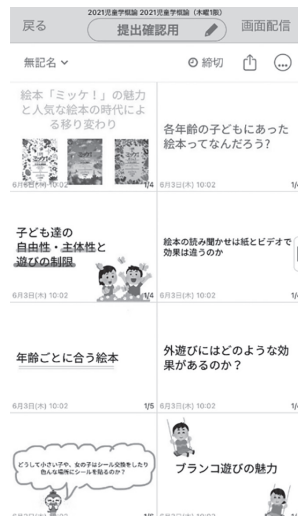 2021児童学概論 2021児童学概論（木曜1限）
戻る
提出確認用
画面配信
無記名
締切
絵本「ミッケ！」の魅力
と人気な絵本の時代によ
る移り変わり
6月3日(木) 10:02
1/4
各年齢の子どもにあった
絵本ってなんだろう?
6月3日(木) 10:02
子ども達の
自由性・主体性と
遊びの制限
6月3日(木) 10:02
1/4
絵本の読み聞かせは紙とビデオで
効果は違うのか
6月3日(木) 10:02
年齢ごとに合う絵本
6月3日(木) 10:02
1/5
外遊びにはどのような効
果があるのか？
6月3日(木) 10:02
どうして小さい子や、女の子はシール交換をしたり
色んな場所にシールを貼るのか？
ブランコ遊びの魅力